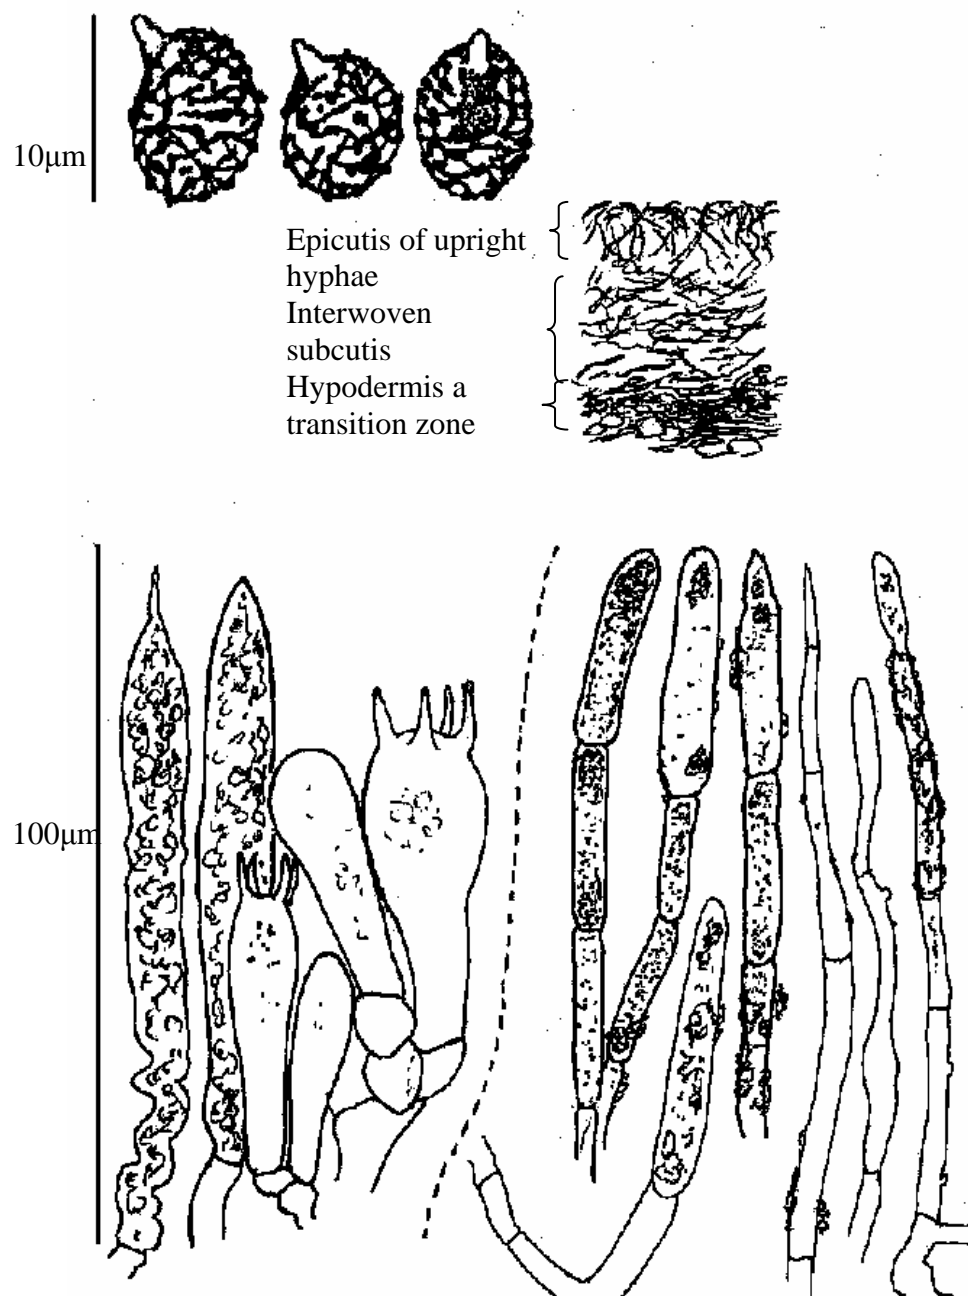 10μm
Epicutis of upright
hyphae
Interwoven
subcutis
Hypodermis a
transition zone
100μm